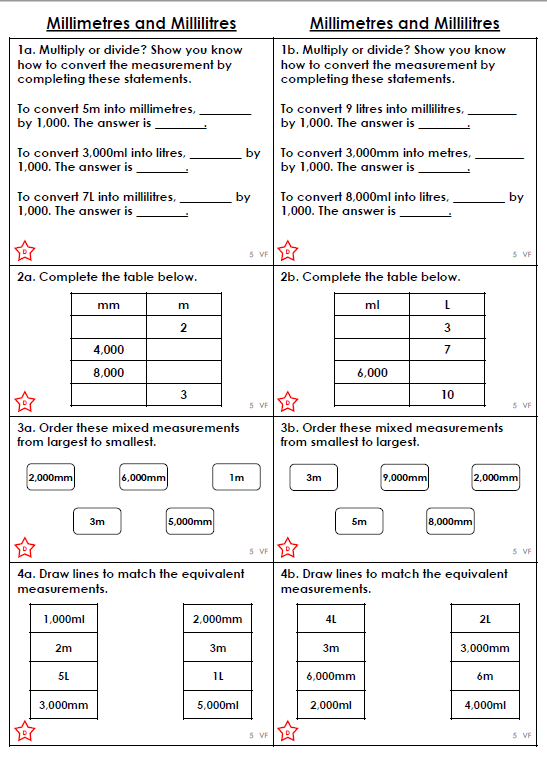 Millimetres and Millilitres
1a. Multiply or divide? Show you know
how to convert the measurement by
completing these statements.
To convert 5m into millimetres, ________
by 1,000. The answer is ________.
To convert 3,000ml into litres, ________ by
1,000. The answer is ________.
To convert 7L into millilitres, ________ by
1,000. The answer is ________.
D
5 VF
Millimetres and Millilitres
1b. Multiply or divide? Show you know
how to convert the measurement by
completing these statements.
To convert 9 litres into millilitres, ________
by 1,000. The answer is ________.
To convert 3,000mm into metres, ________
by 1,000. The answer is ________.
To convert 8,000ml into litres, ________ by
1,000. The answer is ________.
D
5 VF
2a. Complete the table below.
mm m
2
4,000
8,000
3
D
5 VF
2b. Complete the table below.
ml L
3
7
6,000
10
D
5 VF
3a. Order these mixed measurements
from largest to smallest.
2,000mm 6,000mm 1m
3m 5,000mm
D
5 VF
3b. Order these mixed measurements
from smallest to largest.
3m 9,000mm 2,000mm
5m 8,000mm
D
5 VF
4a. Draw lines to match the equivalent
measurements.
1,000ml 2,000mm
2m 3m
5L 1L
3,000mm 5,000ml
D
5 VF
4b. Draw lines to match the equivalent
measurements.
4L 2L
3m 3,000mm
6,000mm 6m
2,000ml 4,000ml
D
5 VF